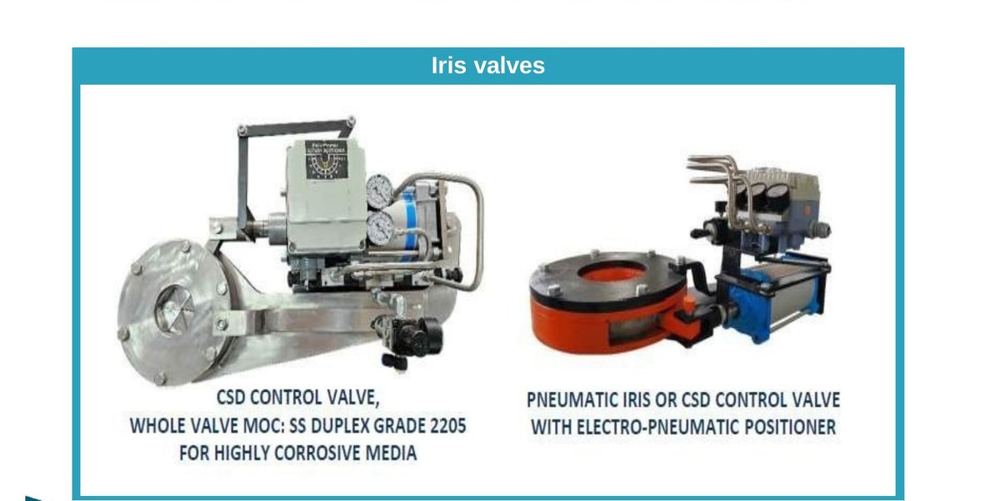 Iris valves
CSD CONTROL VALVE,
WHOLE VALVE MOC: SS DUPLEX GRADE 2205
FOR HIGHLY CORROSIVE MEDIA
PNEUMATIC IRIS OR CSD CONTROL VALVE
WITH ELECTRO-PNEUMATIC POSITIONER